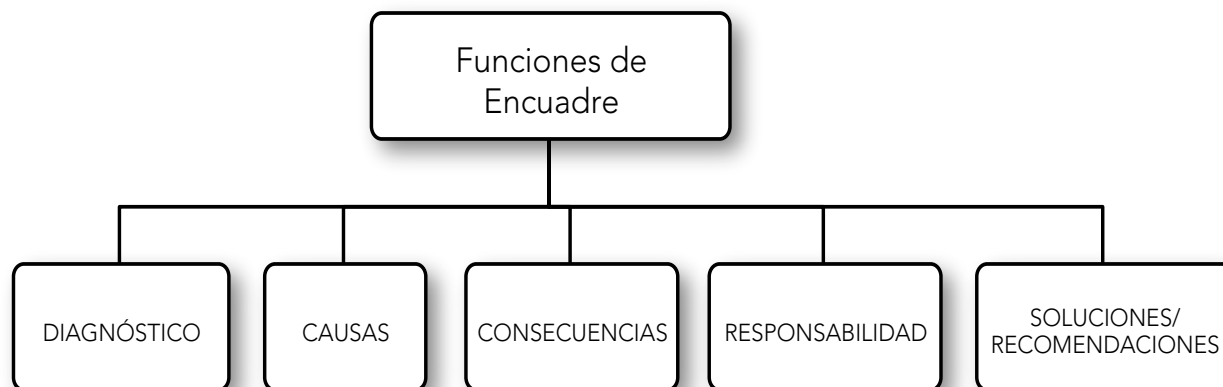 Funciones de
Encuadre
DIAGNÓSTICO
CAUSAS
CONSECUENCIAS
RESPONSABILIDAD
SOLUCIONES/
RECOMENDACIONES